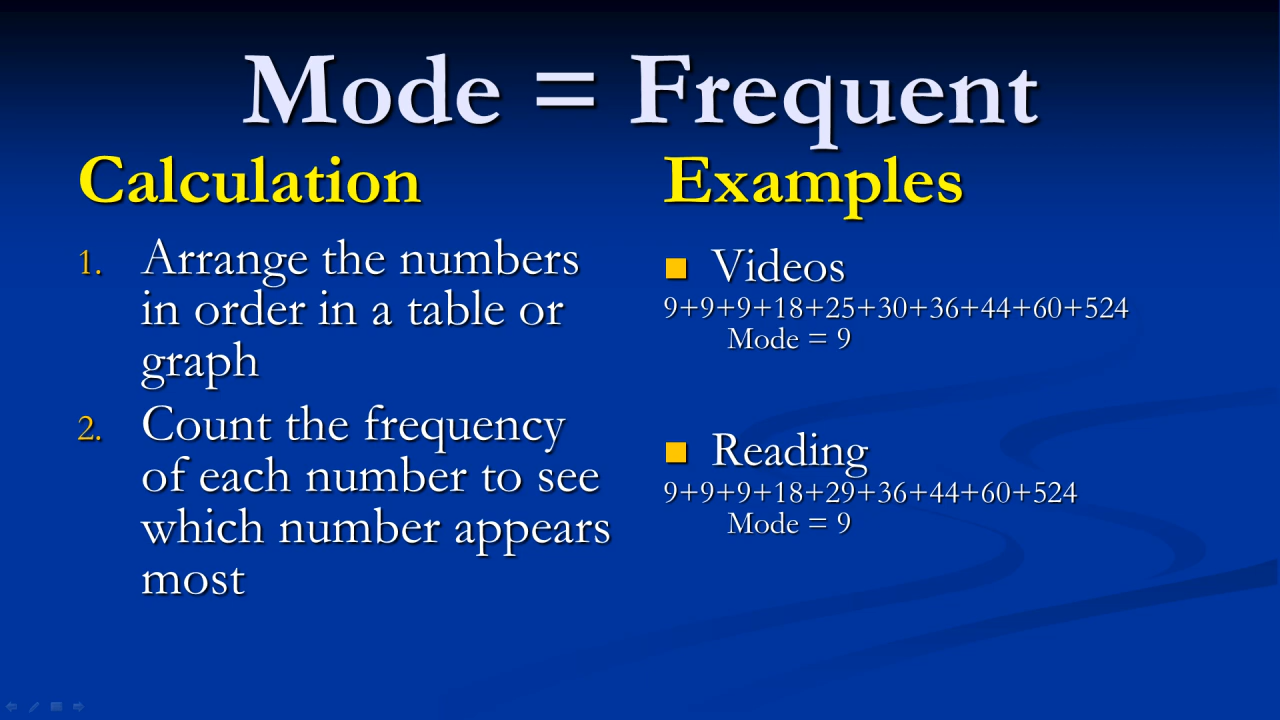 Mode = Frequent
Calculation
1. Arrange the numbers
in order in a table or
graph
2. Count the frequency
of each number to see
which number appears
most
Examples
■ Videos
9+9+9+18+25+30+36+44+60+524
Mode = 9
■ Reading
9+9+9+18+29+36+44+60+524
Mode = 9